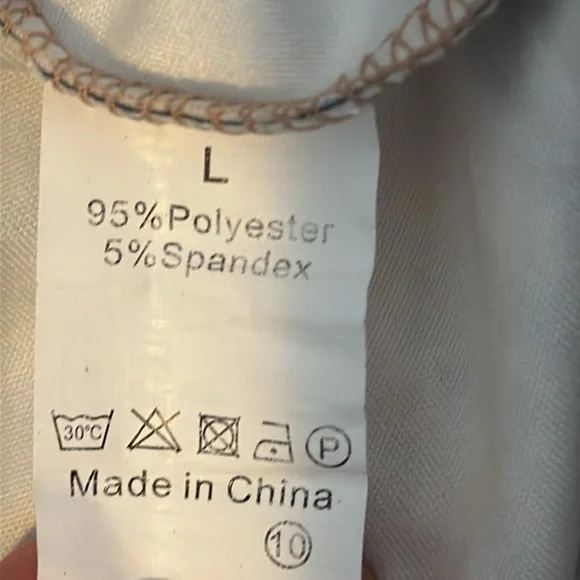 L
95%Polyester
5%Spandex
30°C P
Made in China
10